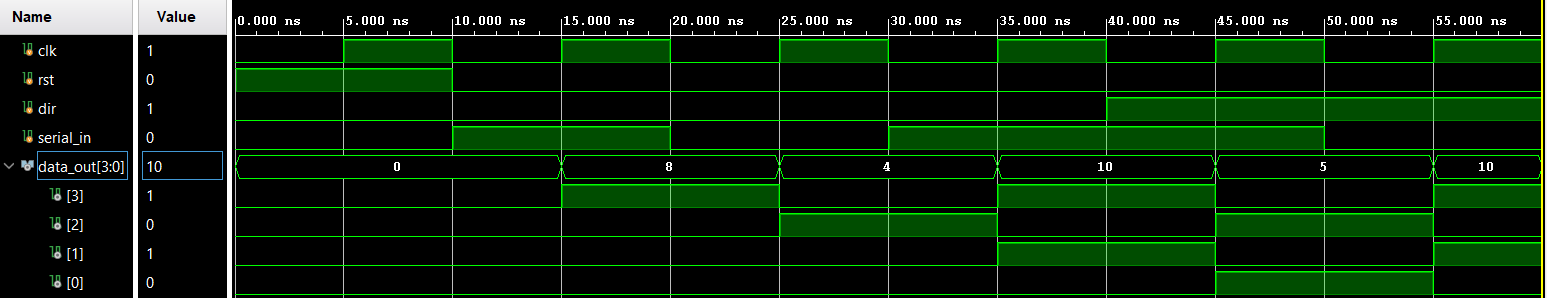 Name Value 0.000 ns 5.000 ns 10.000 ns 15.000 ns 20.000 ns 25.000 ns 30.000 ns 35.000 ns 40.000 ns 45.000 ns 50.000 ns 55.000 ns
clk 1
rst 0
dir 1
serial_in 0
data_out[3:0] 10 0 8 4 10 5 10
[3] 1
[2] 0
[1] 1
[0] 0